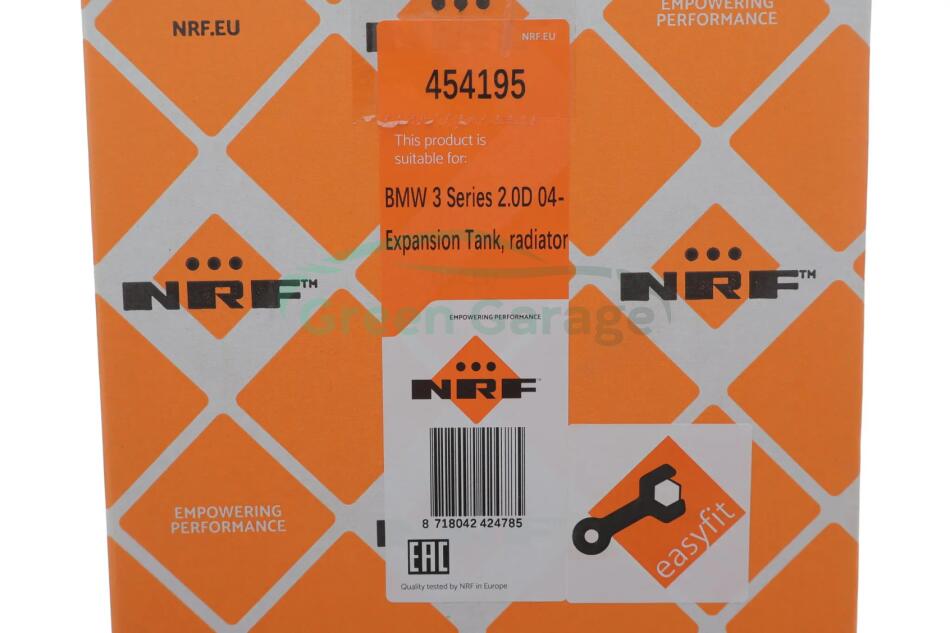 NRF.EU
EMPOWERING
PERFORMANCE
NRF.EU
454195
This product is
suitable for:
BMW 3 Series 2.0D 04-
Expansion Tank, radiator
NRF™
NRF™
Green Garage
EMPOWERING PERFORMANCE
NRF™
8 718042 424785
EAC
Quality tested by NRF in Europe
easyfit
EMPOWERING
PERFORMANCE